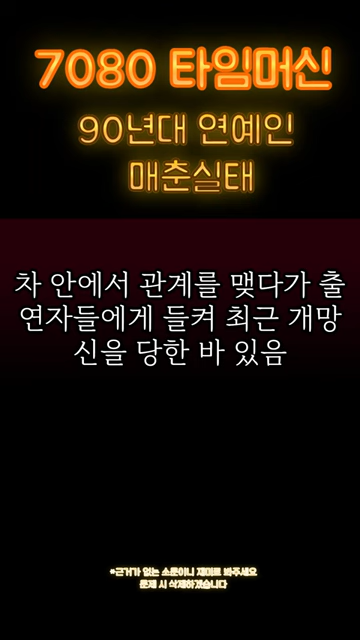 7080 타임머신
90년대 연예인
매춘실태
차 안에서 관계를 맺다가 출
연자들에게 들켜 최근 개망
신을 당한 바 있음
*근거가 없는 소문이니 재미로 봐주세요
문제 시 삭제하겠습니다